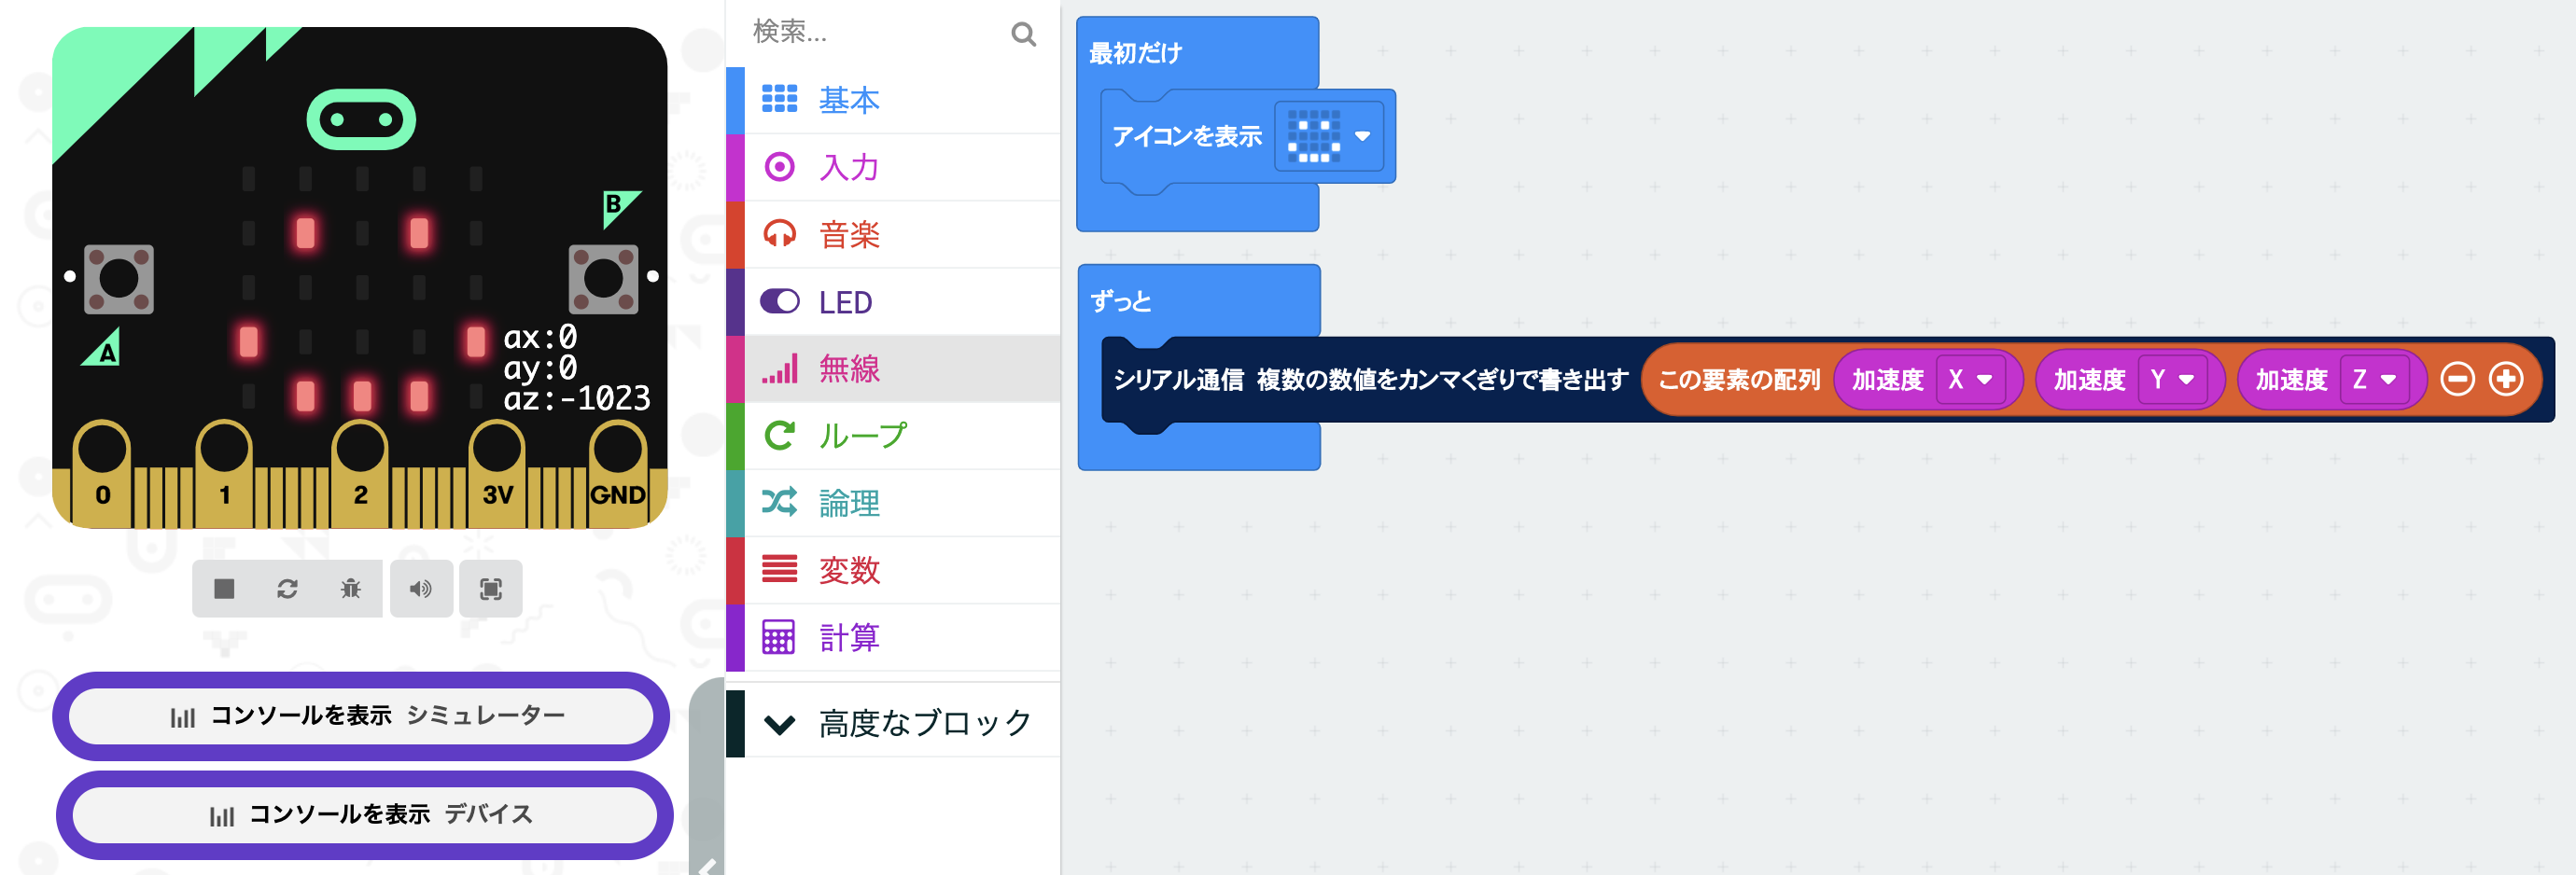 B
A
ax:0
ay:0
az:-1023
0 1 2 3V GND
コンソールを表示 シミュレーター
コンソールを表示 デバイス
検索...
基本
入力
音楽
LED
無線
ループ
論理
変数
計算
高度なブロック
最初だけ
アイコンを表示
ずっと
シリアル通信 複数の数値をカンマくぎりで書き出す この要素の配列 加速度 X 加速度 Y 加速度 Z